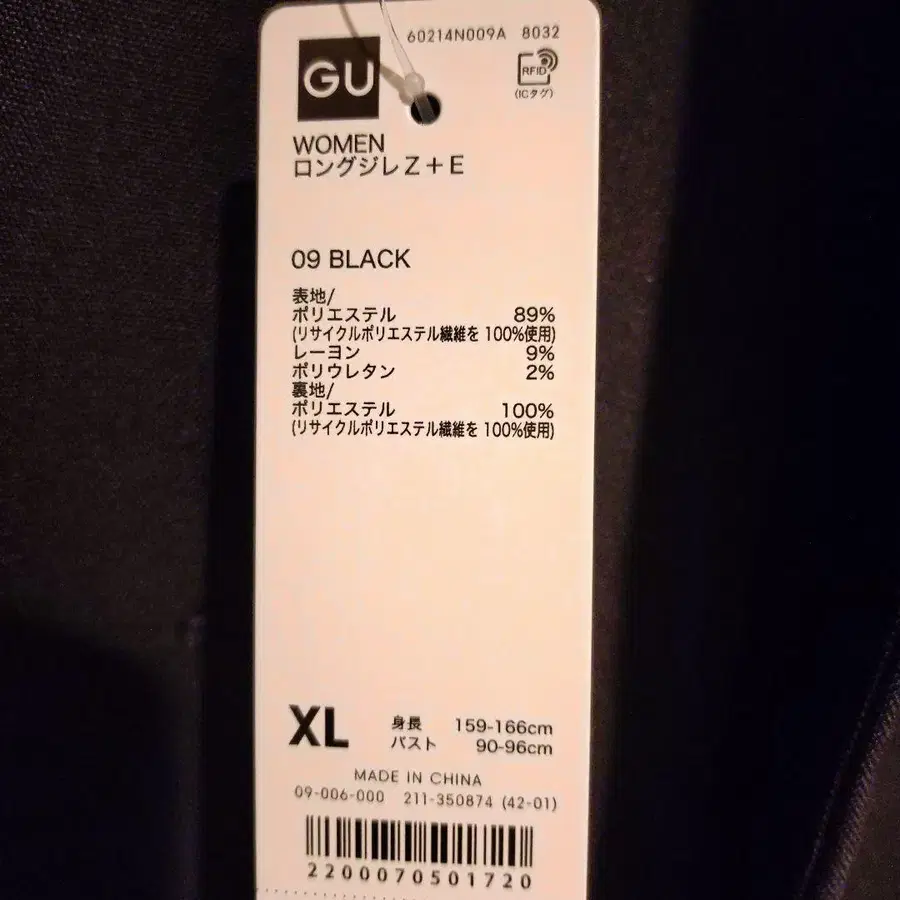 60214N009A 8032
GU
RFID
(ICタグ)
WOMEN
ロングジレZ+E
09 BLACK
表地/
ポリエステル 89%
(リサイクルポリエステル繊維を 100%使用)
レーヨン 9%
ポリウレタン 2%
裏地/
ポリエステル 100%
(リサイクルポリエステル繊維を 100%使用)
XL 身長 159-166cm
バスト 90-96cm
MADE IN CHINA
09-006-000 211-350874 (42-01)
2200070501720